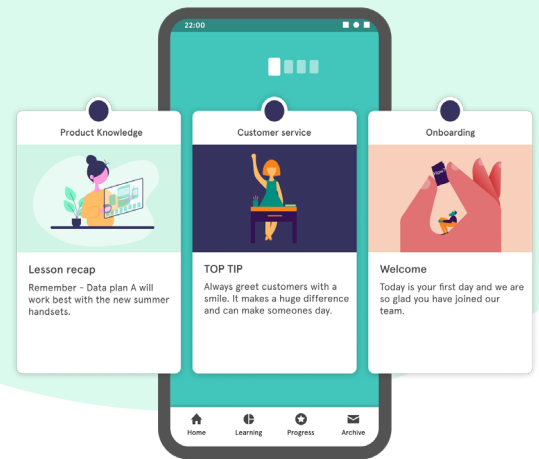 22:00
Product Knowledge
Lesson recap
Remember - Data plan A will
work best with the new summer
handsets.
Customer service
TOP TIP
Always greet customers with a
smile. It makes a huge difference
and can make someones day.
Onboarding
Welcome
Today is your first day and we are
so glad you have joined our
team.
Home
Learning
Progress
Archive